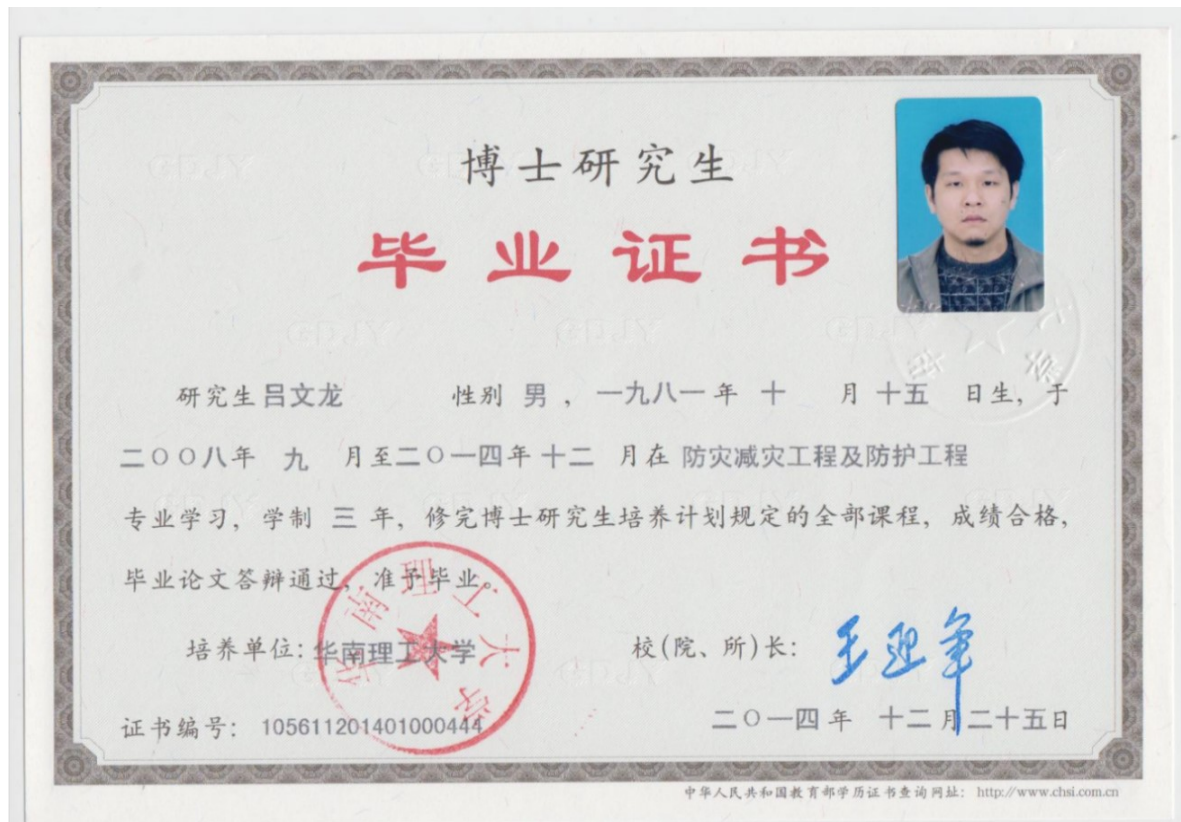 博士研究生
毕业证书
研究生吕文龙 性别 男，一九八一年 十 月 十五 日生，于
二〇〇八年 九 月至二〇一四年 十二 月在 防灾减灾工程及防护工程
专业学习，学制 三 年，修完博士研究生培养计划规定的全部课程，成绩合格，
毕业论文答辩通过，准予毕业。
培养单位：华南理工大学
校（院、所）长：王迎军
华南理工大学
证书编号：105611201401000444
二〇一四年 十二月二十五日
中华人民共和国教育部学历证书查询网址：http://www.chsi.com.cn